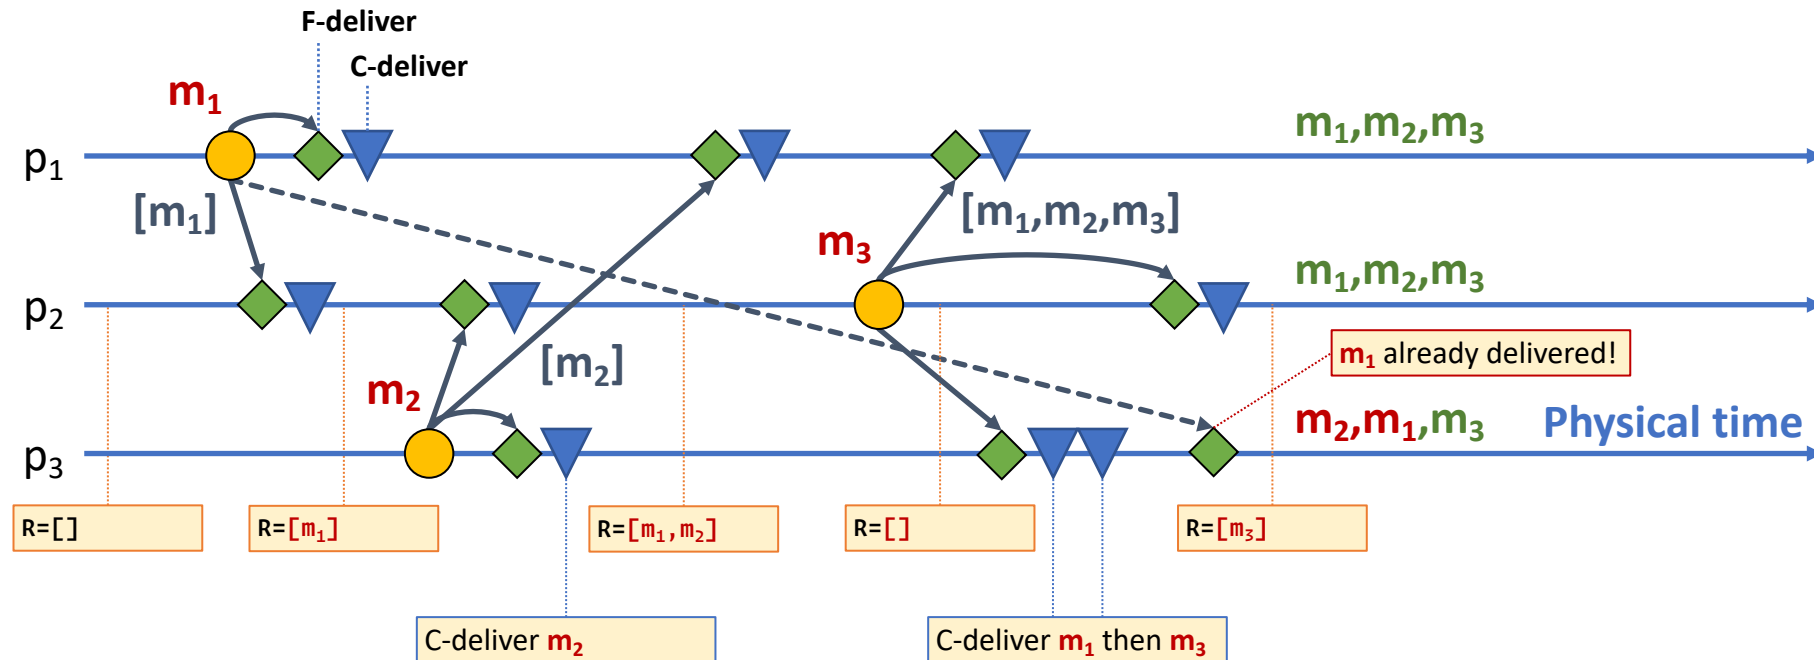 F-deliver
C-deliver
m₁
m₁,m₂,m₃
p₁
[m₁]
[m₁,m₂,m₃]
m₃
m₁,m₂,m₃
p₂
m₁ already delivered!
[m₂]
m₂
m₂,m₁,m₃ Physical time
p₃
R=[]
R=[m₁]
R=[m₁,m₂]
R=[]
R=[m₃]
C-deliver m₂
C-deliver m₁ then m₃